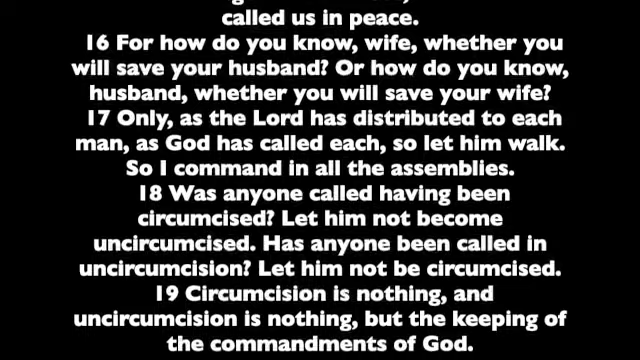 called us in peace.
16 For how do you know, wife, whether you
will save your husband? Or how do you know,
husband, whether you will save your wife?
17 Only, as the Lord has distributed to each
man, as God has called each, so let him walk.
So I command in all the assemblies.
18 Was anyone called having been
circumcised? Let him not become
uncircumcised. Has anyone been called in
uncircumcision? Let him not be circumcised.
19 Circumcision is nothing, and
uncircumcision is nothing, but the keeping of
the commandments of God.